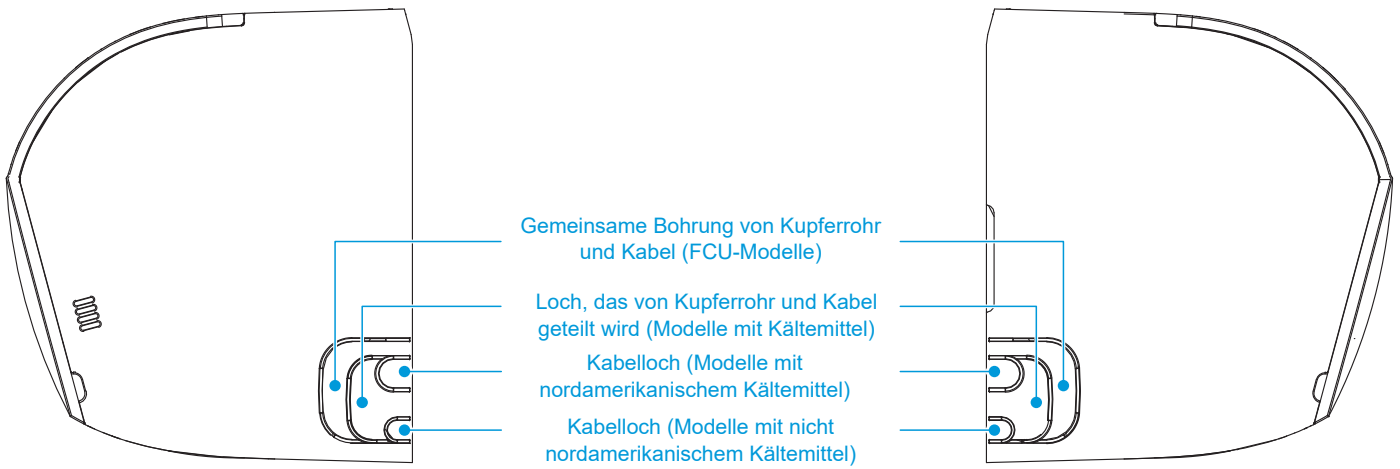 Gemeinsame Bohrung von Kupferrohr
und Kabel (FCU-Modelle)
Loch, das von Kupferrohr und Kabel
geteilt wird (Modelle mit Kältemittel)
Kabelloch (Modelle mit
nordamerikanischem Kältemittel)
Kabelloch (Modelle mit nicht
nordamerikanischem Kältemittel)